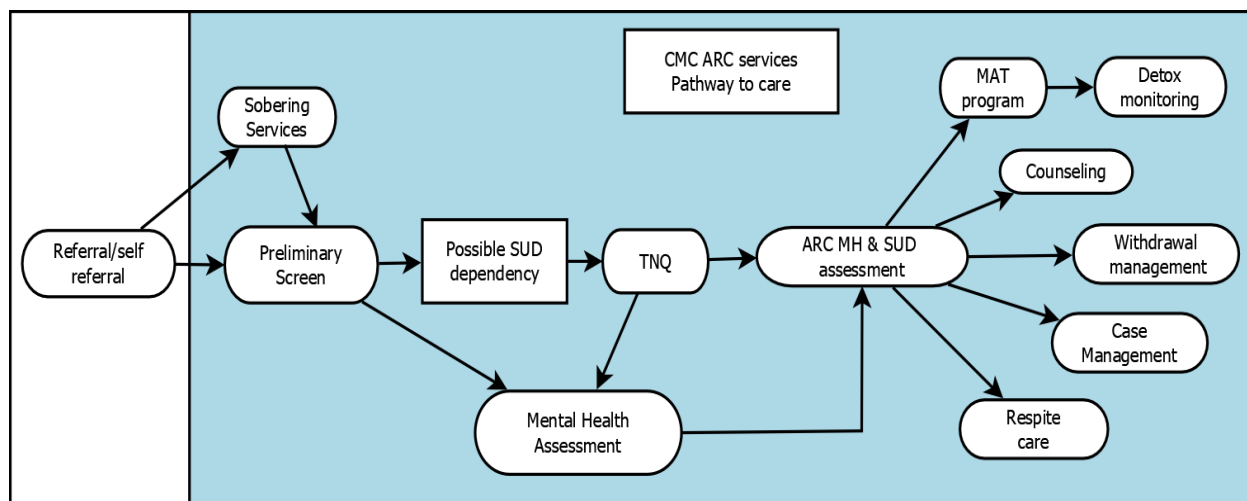 CMC ARC services
Pathway to care
MAT
program
Detox
monitoring
Sobering
Services
Counseling
Referral/self
referral
Preliminary
Screen
Possible SUD
dependency
TNQ
ARC MH & SUD
assessment
Withdrawal
management
Case
Management
Mental Health
Assessment
Respite
care